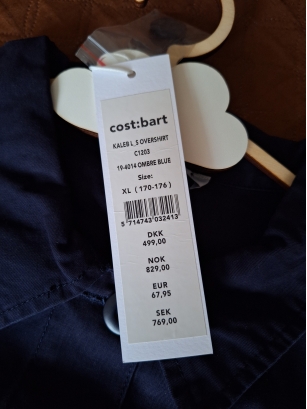 cost:bart
KALEB L_S OVERSHIRT
C1203
19-4014 OMBRE BLUE
Size:
XL (170-176)
5 714743 032413
DKK
499,00
NOK
829,00
EUR
67,95
SEK
769,00